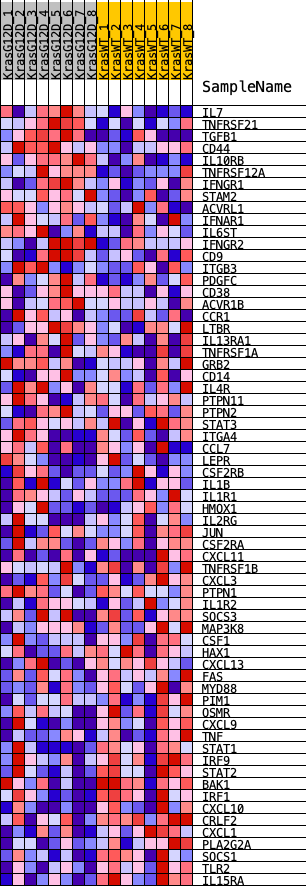 KrasG12D_1
KrasG12D_2
KrasG12D_3
KrasG12D_4
KrasG12D_5
KrasG12D_6
KrasG12D_7
KrasG12D_8
KrasWT_1
KrasWT_2
KrasWT_3
KrasWT_4
KrasWT_5
KrasWT_6
KrasWT_7
KrasWT_8
SampleName
IL7
TNFRSF21
TGFB1
CD44
IL10RB
TNFRSF12A
IFNGR1
STAM2
ACVRL1
IFNAR1
IL6ST
IFNGR2
CD9
ITGB3
PDGFC
CD38
ACVR1B
CCR1
LTBR
IL13RA1
TNFRSF1A
GRB2
CD14
IL4R
PTPN11
PTPN2
STAT3
ITGA4
CCL7
LEPR
CSF2RB
IL1B
IL1R1
HMOX1
IL2RG
JUN
CSF2RA
CXCL11
TNFRSF1B
CXCL3
PTPN1
IL1R2
SOCS3
MAP3K8
CSF1
HAX1
CXCL13
FAS
MYD88
PIM1
OSMR
CXCL9
TNF
STAT1
IRF9
STAT2
BAK1
IRF1
CXCL10
CRLF2
CXCL1
PLA2G2A
SOCS1
TLR2
IL15RA